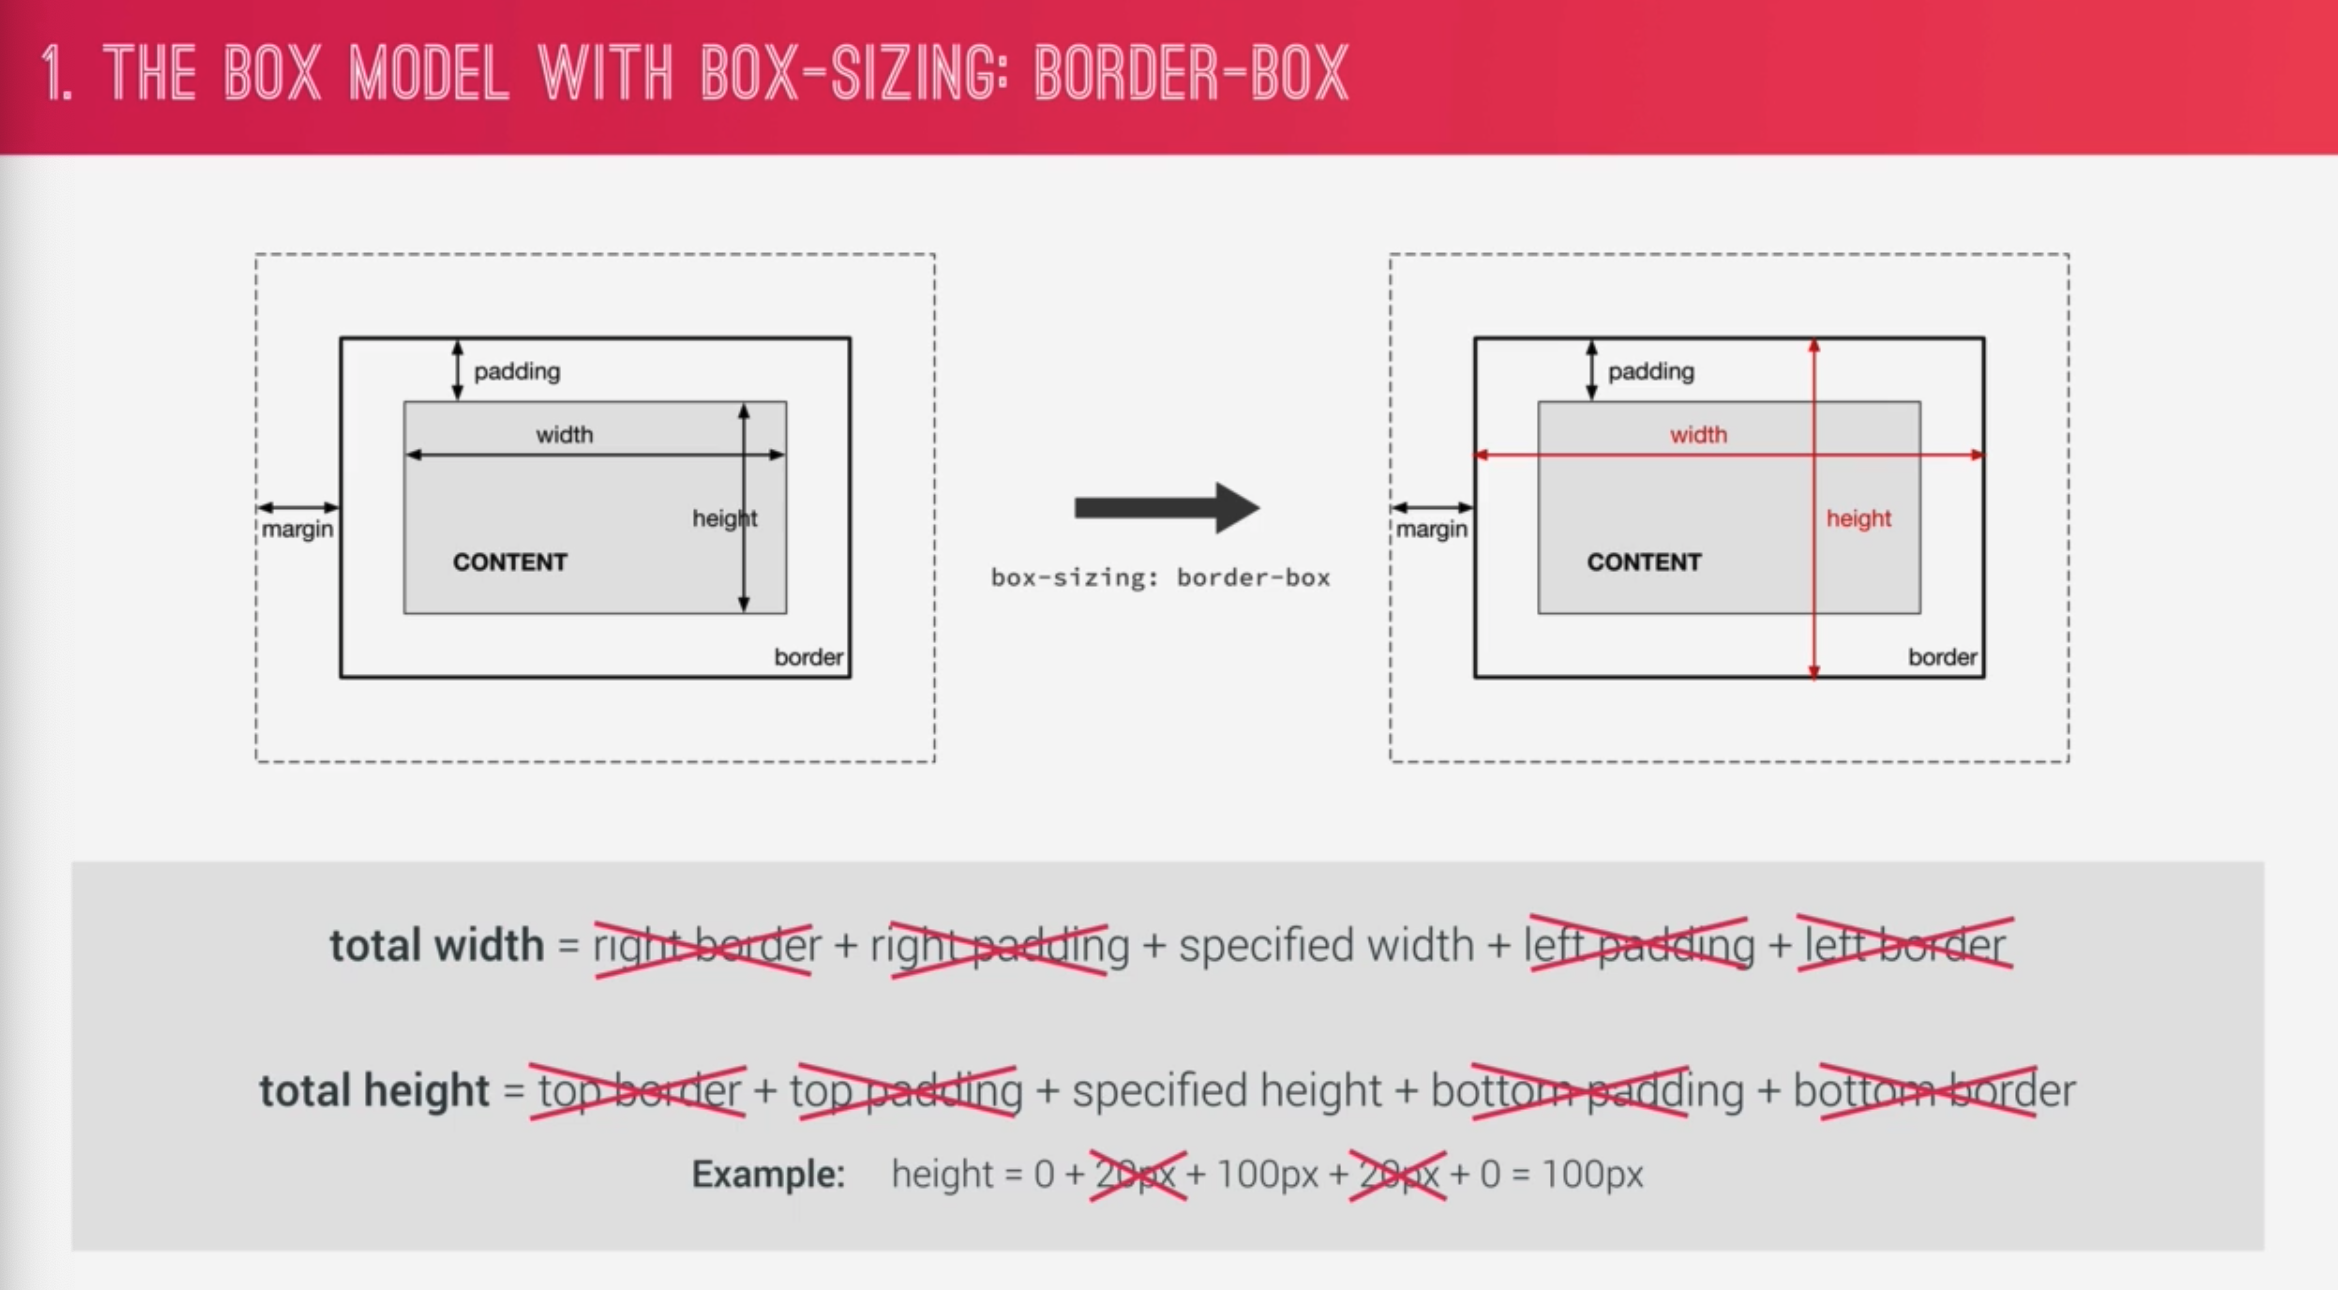 1. THE BOX MODEL WITH BOX-SIZING: BORDER-BOX
padding
width
height
margin
CONTENT
border
box-sizing: border-box
padding
width
height
margin
CONTENT
border
total width = right border + right padding + specified width + left padding + left border
total height = top border + top padding + specified height + bottom padding + bottom border
Example: height = 0 + 20px + 100px + 20px + 0 = 100px